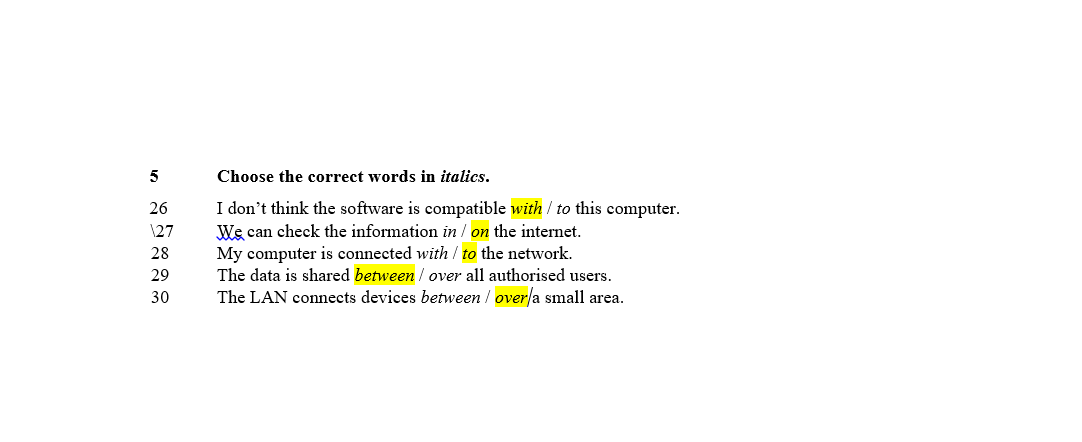 5 Choose the correct words in italics.
26 I don’t think the software is compatible with / to this computer.
\27 We can check the information in / on the internet.
28 My computer is connected with / to the network.
29 The data is shared between / over all authorised users.
30 The LAN connects devices between / over a small area.